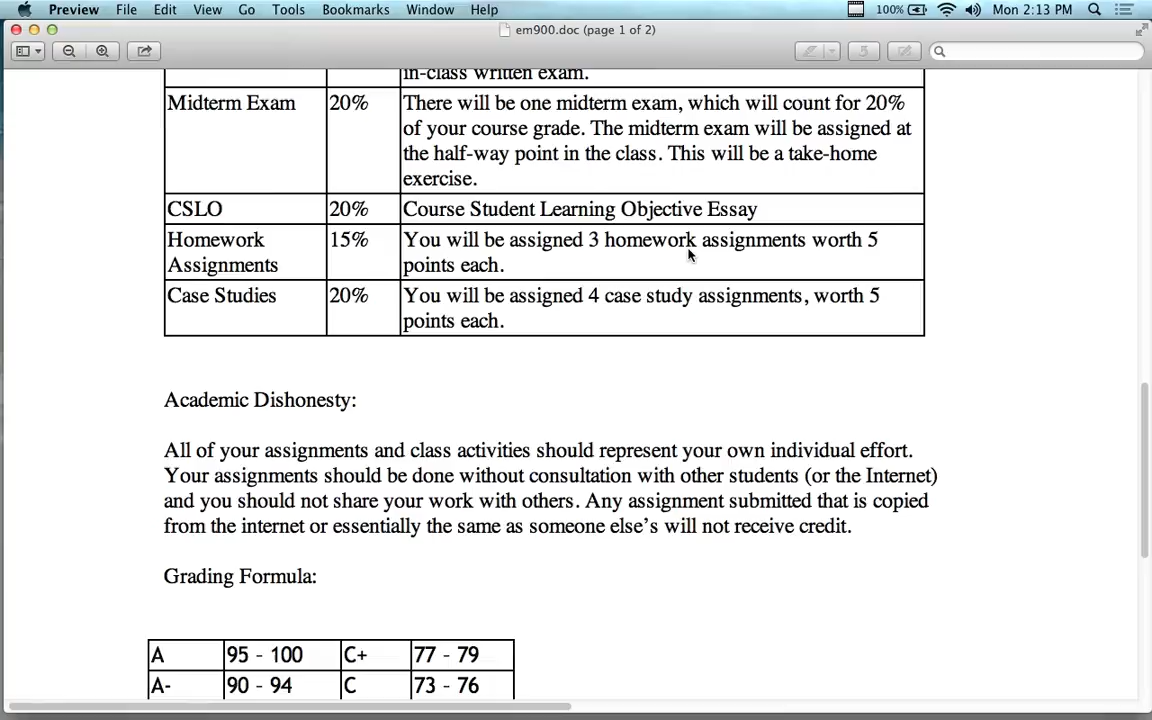 Preview File Edit View Go Tools Bookmarks Window Help 100% Mon 2:13 PM
em900.doc (page 1 of 2)
in-class written exam.
Midterm Exam 20% There will be one midterm exam, which will count for 20%
of your course grade. The midterm exam will be assigned at
the half-way point in the class. This will be a take-home
exercise.
CSLO 20% Course Student Learning Objective Essay
Homework 15% You will be assigned 3 homework assignments worth 5
Assignments points each.
Case Studies 20% You will be assigned 4 case study assignments, worth 5
points each.
Academic Dishonesty:
All of your assignments and class activities should represent your own individual effort.
Your assignments should be done without consultation with other students (or the Internet)
and you should not share your work with others. Any assignment submitted that is copied
from the internet or essentially the same as someone else’s will not receive credit.
Grading Formula:
A 95 - 100 C+ 77 - 79
A- 90 - 94 C 73 - 76